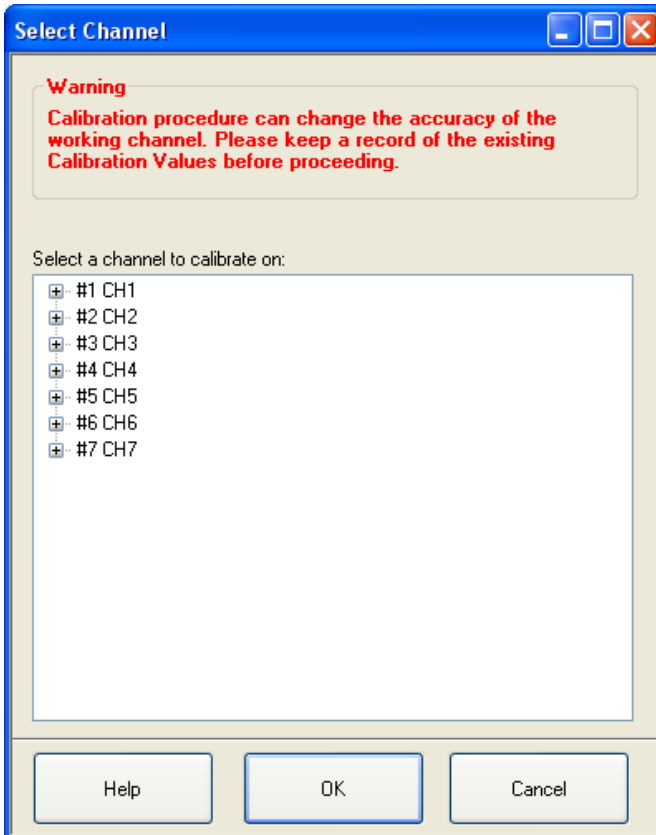 Select Channel
Warning
Calibration procedure can change the accuracy of the
working channel. Please keep a record of the existing
Calibration Values before proceeding.
Select a channel to calibrate on:
#1 CH1
#2 CH2
#3 CH3
#4 CH4
#5 CH5
#6 CH6
#7 CH7
Help OK Cancel